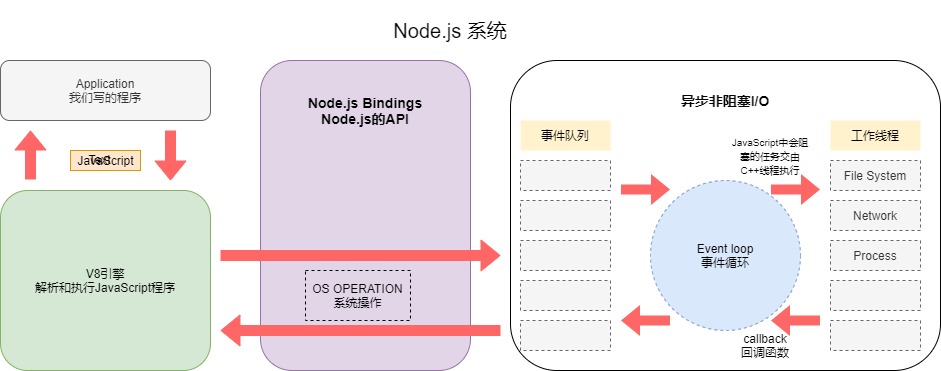 Node.js 系统
Application
我们写的程序
JavaScript
V8引擎
解析和执行JavaScript程序
Node.js Bindings
Node.js的API
OS OPERATION
系统操作
异步非阻塞I/O
事件队列
JavaScript中会阻
塞的任务交由
C++线程执行
工作线程
File System
Network
Process
Event loop
事件循环
callback
回调函数